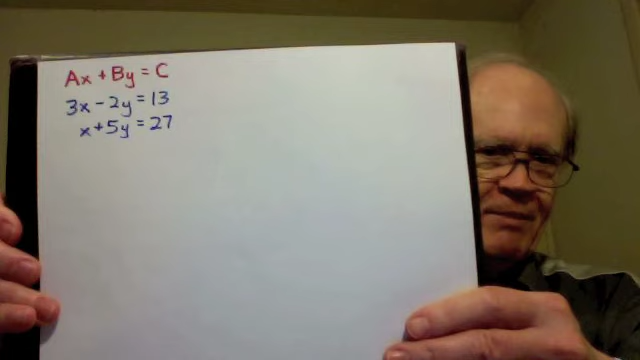 Ax + By = C
3x - 2y = 13
x + 5y = 27